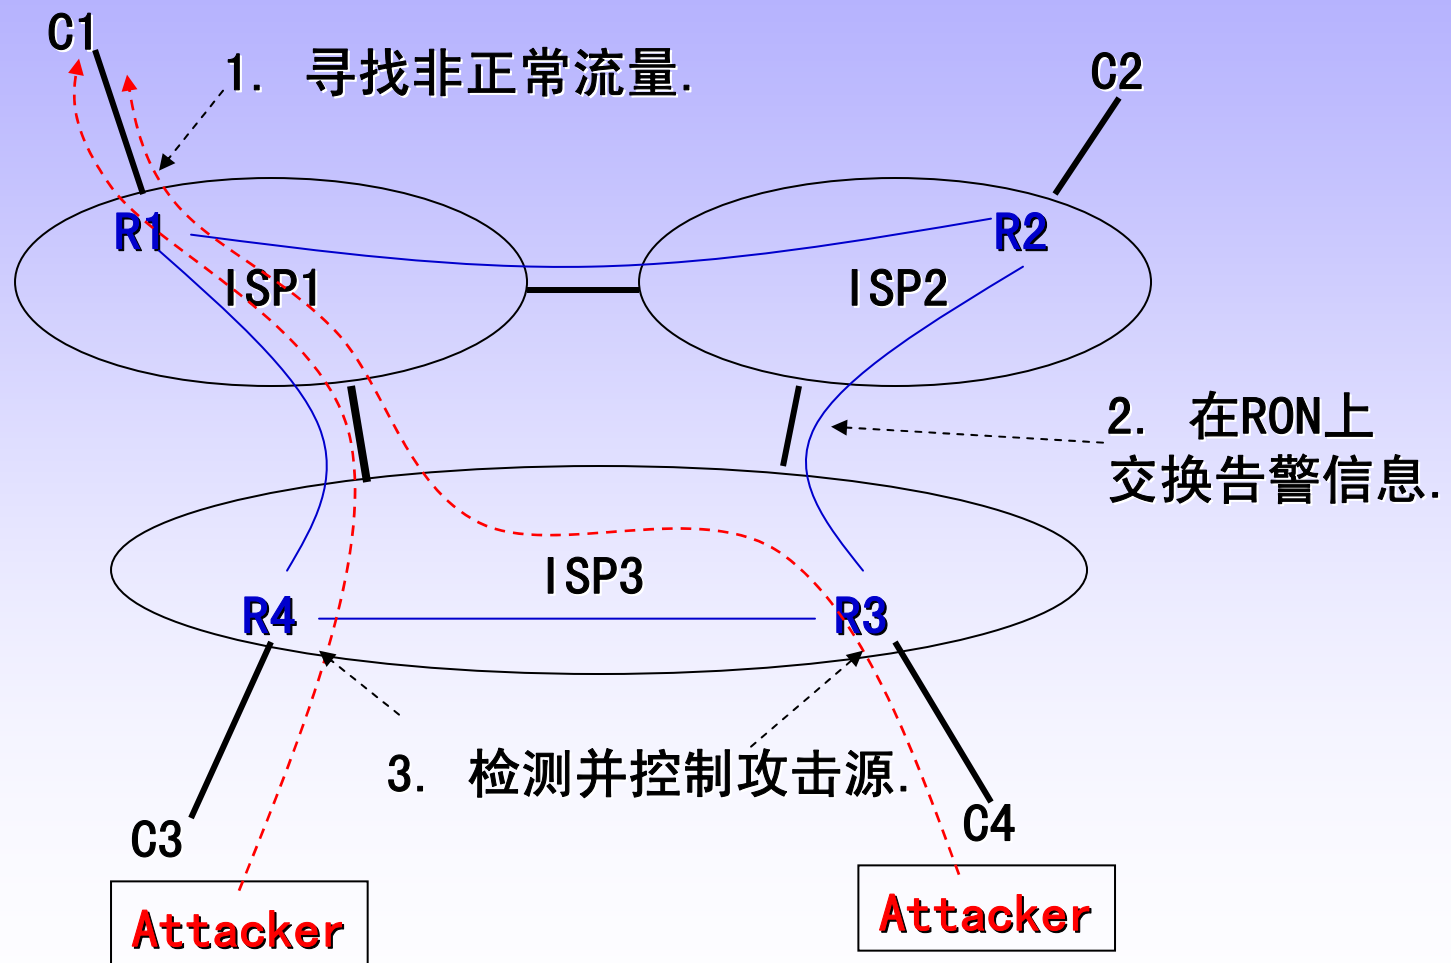 C1
1. 寻找非正常流量.
C2
R1
R2
ISP1
ISP2
2. 在RON上
交换告警信息.
ISP3
R4
R3
3. 检测并控制攻击源.
C3
C4
Attacker
Attacker